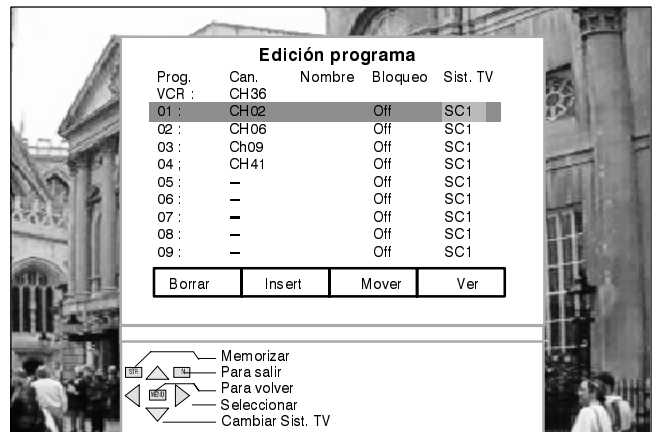 Edición programa
Prog. Can. Nombre Bloqueo Sist. TV
VCR : CH36
01 : CH02 Off SC1
02 : CH06 Off SC1
03 : Ch09 Off SC1
04 ; CH41 Off SC1
05 : – Off SC1
06 : – Off SC1
07 : – Off SC1
08 : – Off SC1
09 : – Off SC1
Borrar Insert Mover Ver
Memorizar
STR N Para salir
MENU Para volver
Seleccionar
Cambiar Sist. TV